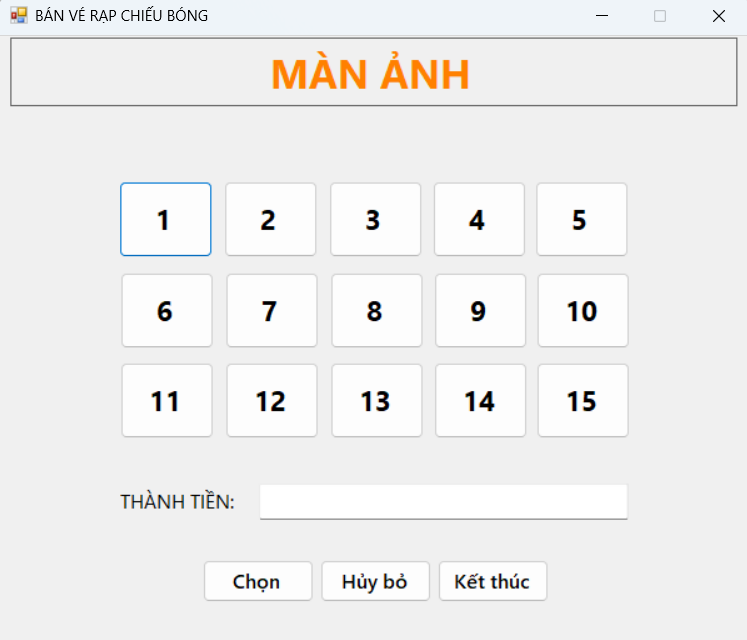 BÁN VÉ RẠP CHIẾU BÓNG
MÀN ẢNH
1 2 3 4 5
6 7 8 9 10
11 12 13 14 15
THÀNH TIỀN:
Chọn Hủy bỏ Kết thúc